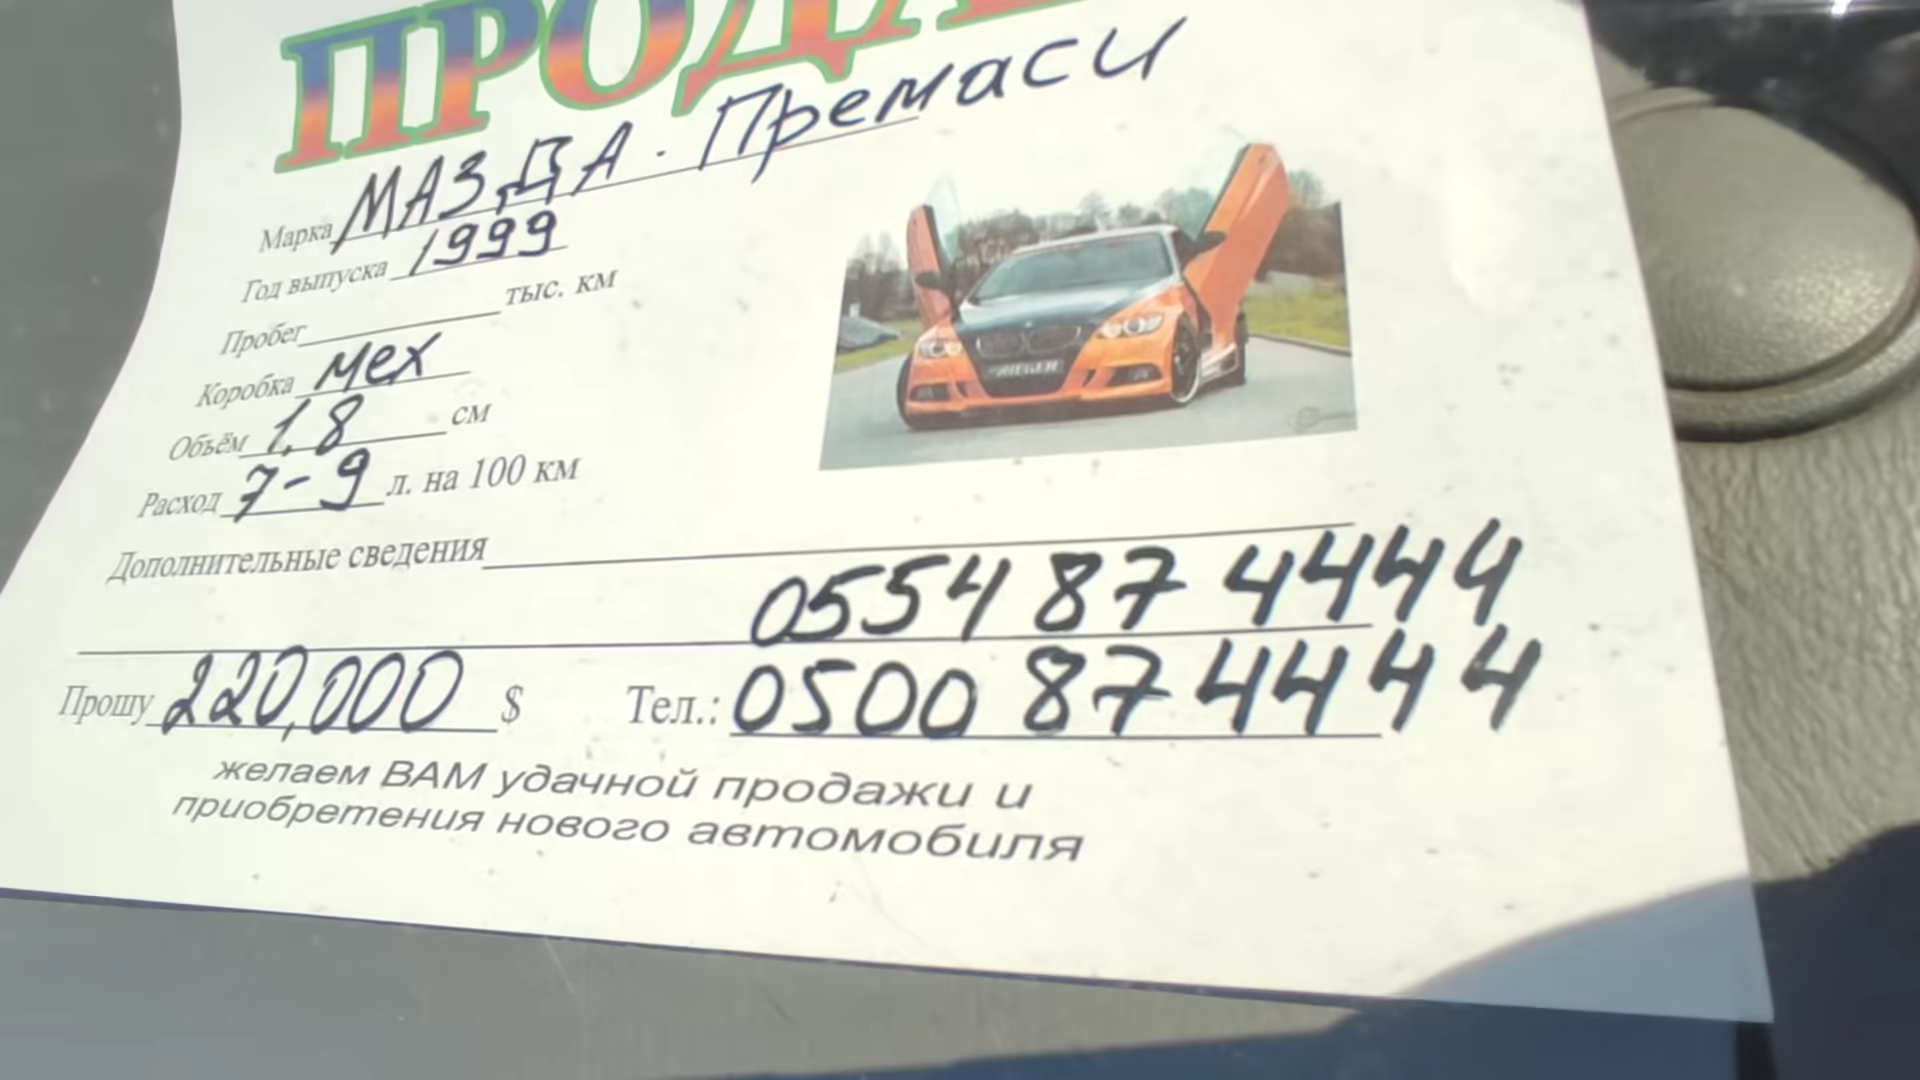 ПРОДА
Марка МАЗДА. Премаси
Год выпуска 1999
Пробег тыс. км
Коробка мех
Объём 1.8 см
Расход 7-9 л. на 100 км
Дополнительные сведения
0554 87 4444
Прошу 220,000 $ Тел.: 0500 87 4444
желаем ВАМ удачной продажи и
приобретения нового автомобиля
RIEGER